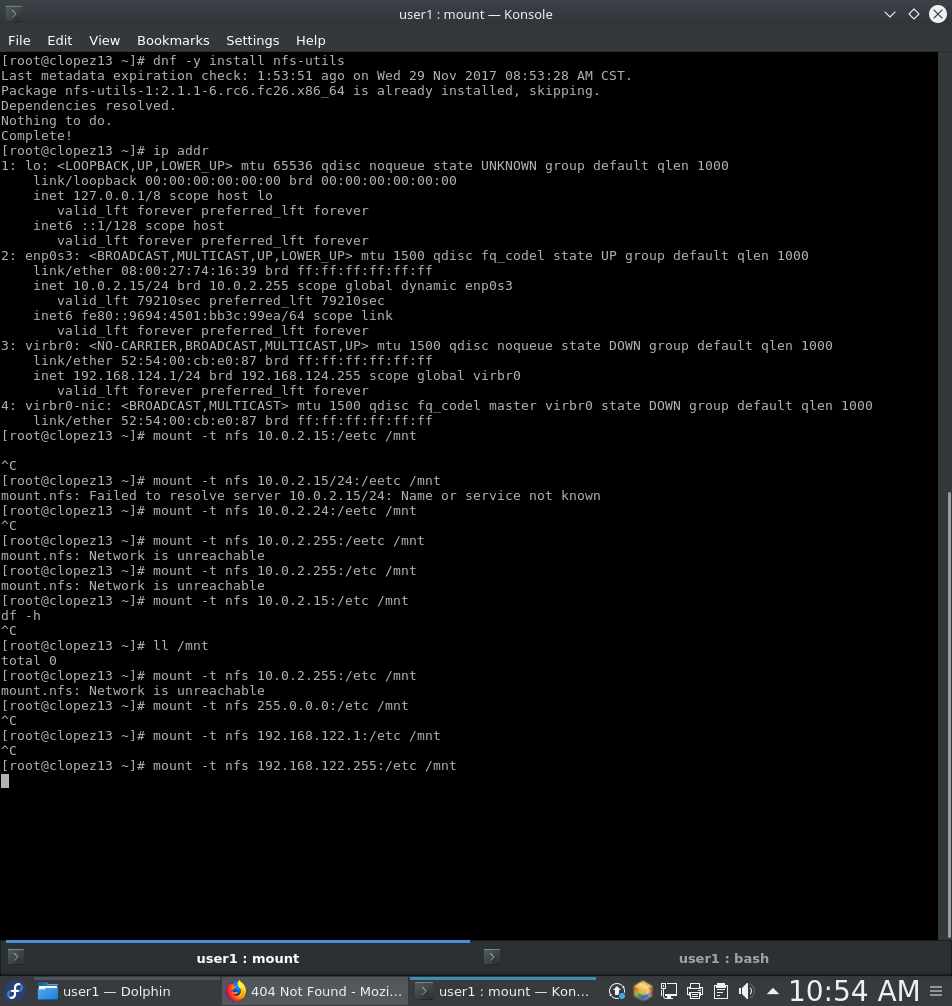 user1 : mount — Konsole
File Edit View Bookmarks Settings Help
[root@clopez13 ~]# dnf -y install nfs-utils
Last metadata expiration check: 1:53:51 ago on Wed 29 Nov 2017 08:53:28 AM CST.
Package nfs-utils-1:2.1.1-6.rc6.fc26.x86_64 is already installed, skipping.
Dependencies resolved.
Nothing to do.
Complete!
[root@clopez13 ~]# ip addr
1: lo: <LOOPBACK,UP,LOWER_UP> mtu 65536 qdisc noqueue state UNKNOWN group default qlen 1000
    link/loopback 00:00:00:00:00:00 brd 00:00:00:00:00:00
    inet 127.0.0.1/8 scope host lo
       valid_lft forever preferred_lft forever
    inet6 ::1/128 scope host
       valid_lft forever preferred_lft forever
2: enp0s3: <BROADCAST,MULTICAST,UP,LOWER_UP> mtu 1500 qdisc fq_codel state UP group default qlen 1000
    link/ether 08:00:27:74:16:39 brd ff:ff:ff:ff:ff:ff
    inet 10.0.2.15/24 brd 10.0.2.255 scope global dynamic enp0s3
       valid_lft 79210sec preferred_lft 79210sec
    inet6 fe80::9694:4501:bb3c:99ea/64 scope link
       valid_lft forever preferred_lft forever
3: virbr0: <NO-CARRIER,BROADCAST,MULTICAST,UP> mtu 1500 qdisc noqueue state DOWN group default qlen 1000
    link/ether 52:54:00:cb:e0:87 brd ff:ff:ff:ff:ff:ff
    inet 192.168.124.1/24 brd 192.168.124.255 scope global virbr0
       valid_lft forever preferred_lft forever
4: virbr0-nic: <BROADCAST,MULTICAST> mtu 1500 qdisc fq_codel master virbr0 state DOWN group default qlen 1000
    link/ether 52:54:00:cb:e0:87 brd ff:ff:ff:ff:ff:ff
[root@clopez13 ~]# mount -t nfs 10.0.2.15:/eetc /mnt
^C
[root@clopez13 ~]# mount -t nfs 10.0.2.15/24:/eetc /mnt
mount.nfs: Failed to resolve server 10.0.2.15/24: Name or service not known
[root@clopez13 ~]# mount -t nfs 10.0.2.24:/eetc /mnt
^C
[root@clopez13 ~]# mount -t nfs 10.0.2.255:/eetc /mnt
mount.nfs: Network is unreachable
[root@clopez13 ~]# mount -t nfs 10.0.2.255:/etc /mnt
mount.nfs: Network is unreachable
[root@clopez13 ~]# mount -t nfs 10.0.2.15:/etc /mnt
df -h
^C
[root@clopez13 ~]# ll /mnt
total 0
[root@clopez13 ~]# mount -t nfs 10.0.2.255:/etc /mnt
mount.nfs: Network is unreachable
[root@clopez13 ~]# mount -t nfs 255.0.0.0:/etc /mnt
^C
[root@clopez13 ~]# mount -t nfs 192.168.122.1:/etc /mnt
^C
[root@clopez13 ~]# mount -t nfs 192.168.122.255:/etc /mnt
user1 : mount user1 : bash
user1 — Dolphin 404 Not Found - Mozi... user1 : mount — Kon... 10:54 AM